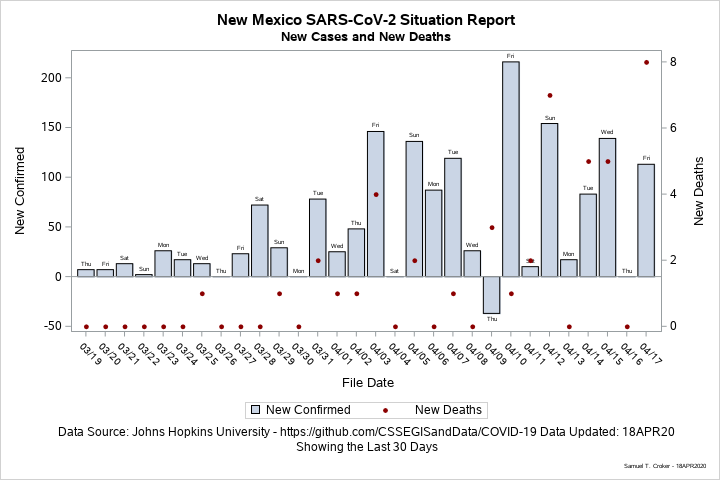 New Mexico SARS-CoV-2 Situation Report
New Cases and New Deaths
New Confirmed
200
150
100
50
0
-50
Thu
Fri
Sat
Sun
Mon
Tue
Wed
Thu
Fri
Sat
Sun
Mon
Tue
Wed
Thu
Fri
Sat
Sun
Mon
Tue
Wed
Thu
Fri
Sun
Mon
Tue
Wed
Thu
Fri
8
6
4
2
0
New Deaths
03/19
03/20
03/21
03/22
03/23
03/24
03/25
03/26
03/27
03/28
03/29
03/30
03/31
04/01
04/02
04/03
04/04
04/05
04/06
04/07
04/08
04/09
04/10
04/11
04/12
04/13
04/14
04/15
04/16
04/17
File Date
New Confirmed New Deaths
Data Source: Johns Hopkins University - https://github.com/CSSEGISandData/COVID-19 Data Updated: 18APR20
Showing the Last 30 Days
Samuel T. Croker - 18APR2020